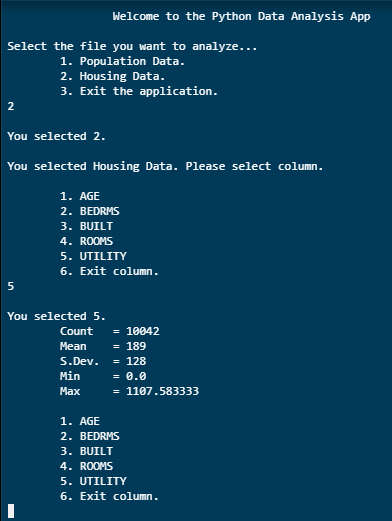 Welcome to the Python Data Analysis App
Select the file you want to analyze...
1. Population Data.
2. Housing Data.
3. Exit the application.
2
You selected 2.
You selected Housing Data. Please select column.
1. AGE
2. BEDRMS
3. BUILT
4. ROOMS
5. UTILITY
6. Exit column.
5
You selected 5.
Count = 10042
Mean = 189
S.Dev. = 128
Min = 0.0
Max = 1107.583333
1. AGE
2. BEDRMS
3. BUILT
4. ROOMS
5. UTILITY
6. Exit column.